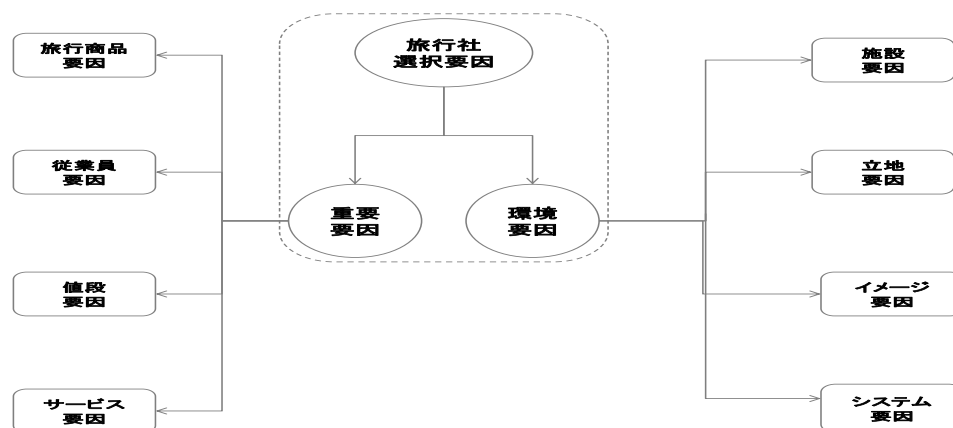 旅行社
選択要因
重要
要因
環境
要因
旅行商品
要因
従業員
要因
値段
要因
サービス
要因
施設
要因
立地
要因
イメージ
要因
システム
要因